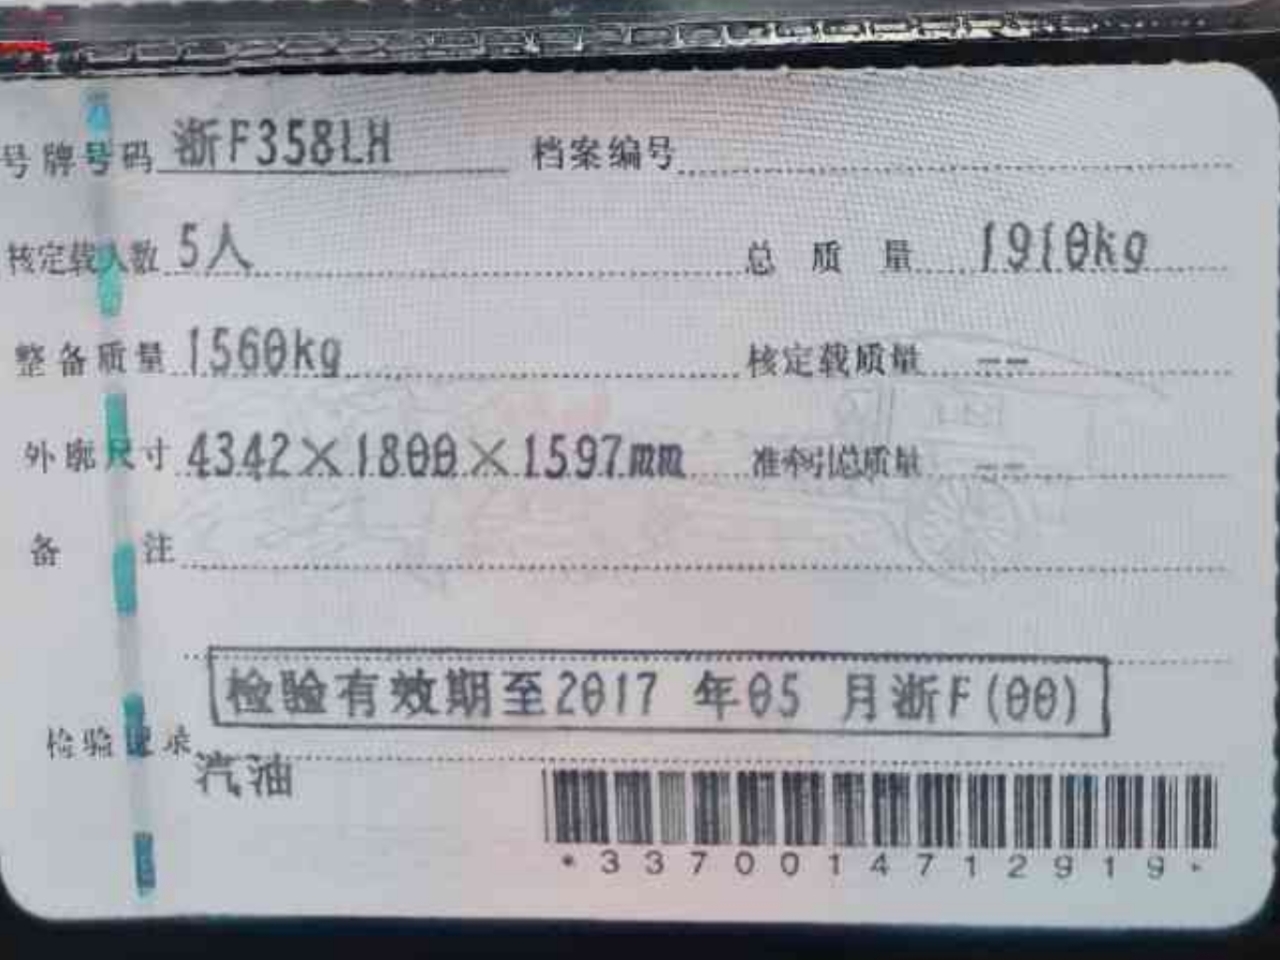 号牌号码 浙F358LH 档案编号
核定载人数 5人 总质量 1910kg
整备质量 1560kg 核定载质量 --
外廓尺寸 4342×1800×1597mm 准牵引总质量 --
备注
检验有效期至2017 年05 月浙F(00)
检验记录
汽油
*3370014712919*